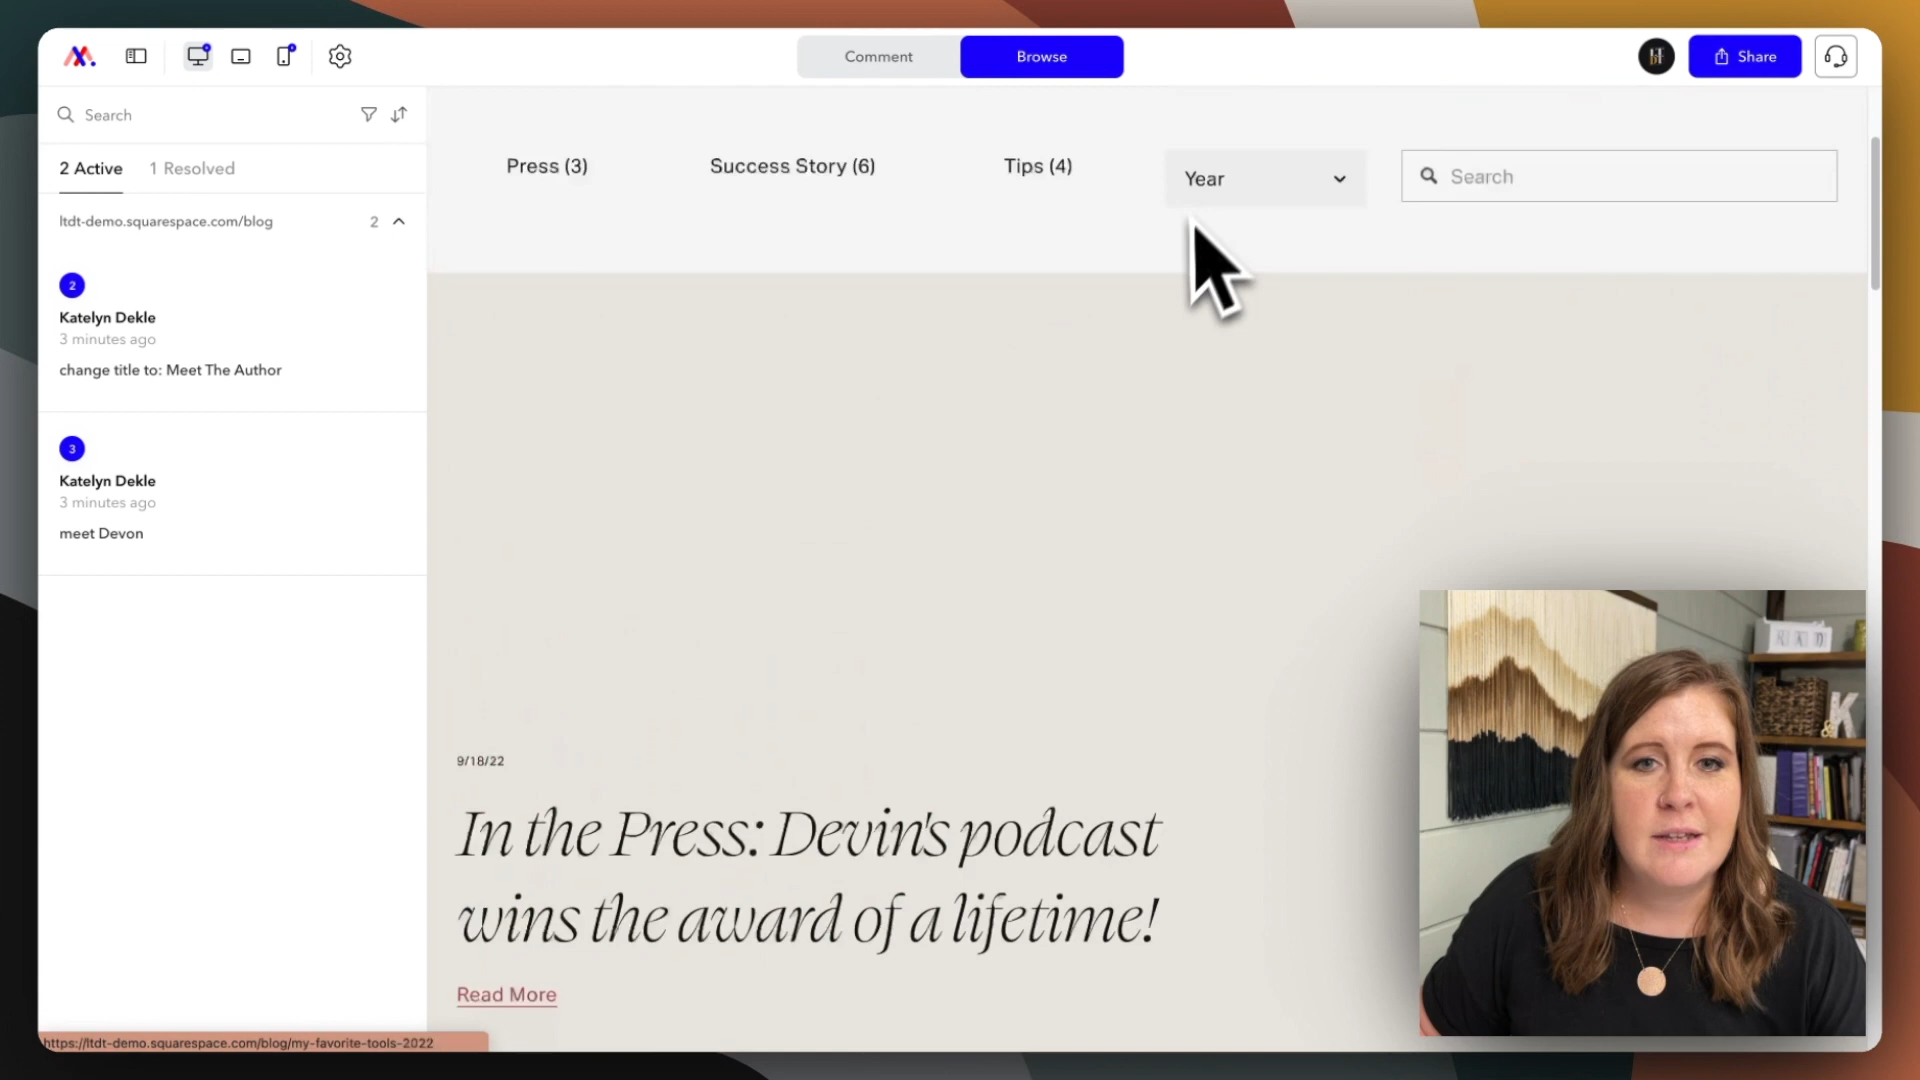 Comment
Browse
Share
Search
2 Active
1 Resolved
ltdt-demo.squarespace.com/blog
2
2
Katelyn Dekle
3 minutes ago
change title to: Meet The Author
3
Katelyn Dekle
3 minutes ago
meet Devon
Press (3)
Success Story (6)
Tips (4)
Year
Search
9/18/22
In the Press: Devin's podcast
wins the award of a lifetime!
Read More
https://ltdt-demo.squarespace.com/blog/my-favorite-tools-2022